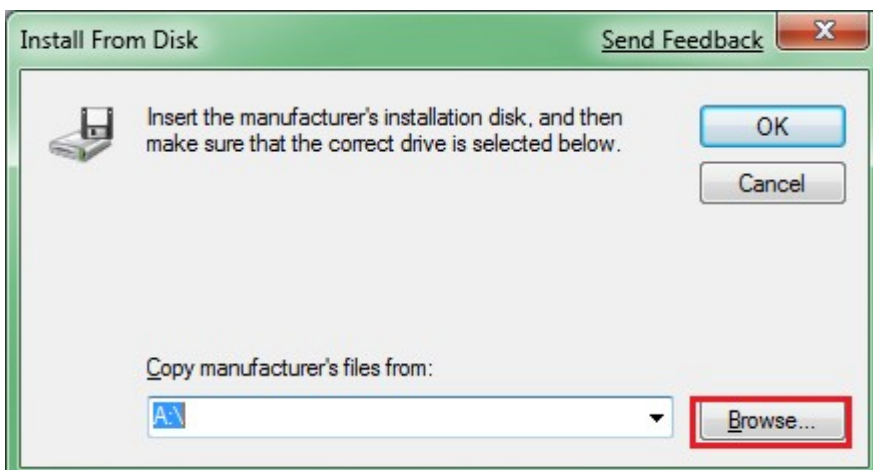 Install From Disk Send Feedback X
Insert the manufacturer's installation disk, and then
make sure that the correct drive is selected below.
OK
Cancel
Copy manufacturer's files from:
A:\
Browse...